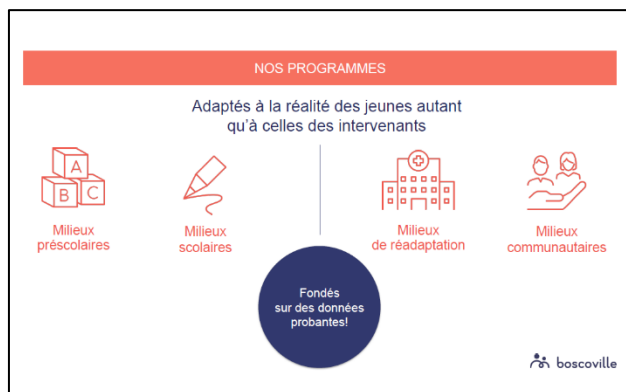 NOS PROGRAMMES
Adaptés à la réalité des jeunes autant
qu'à celles des intervenants
A
B C
Milieux
préscolaires
Milieux
scolaires
Milieux
de réadaptation
Milieux
communautaires
Fondés
sur des données
probantes!
boscoville